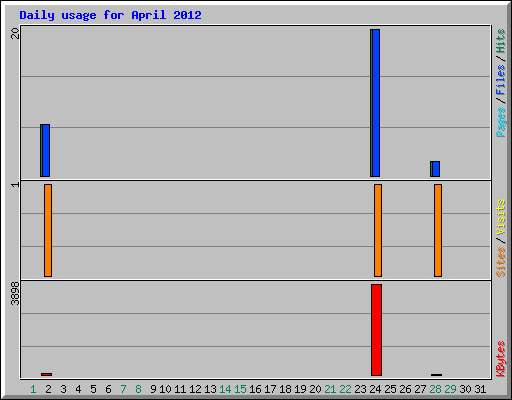 Daily usage for April 2012
20
Pages / Files / Hits
1
Sites / Visits
3898
KBytes
1 2 3 4 5 6 7 8 9 10 11 12 13 14 15 16 17 18 19 20 21 22 23 24 25 26 27 28 29 30 31